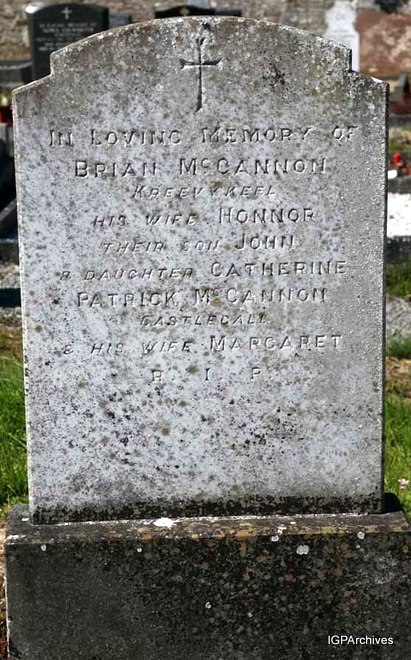 In Loving Memory of
Brian McCannon
Kreevykeel
His Wife Honnor
Their Son John
& Daughter Catherine
Patrick McCannon
Castlegall
& His Wife Margaret
R. I. P.
IGPArchives